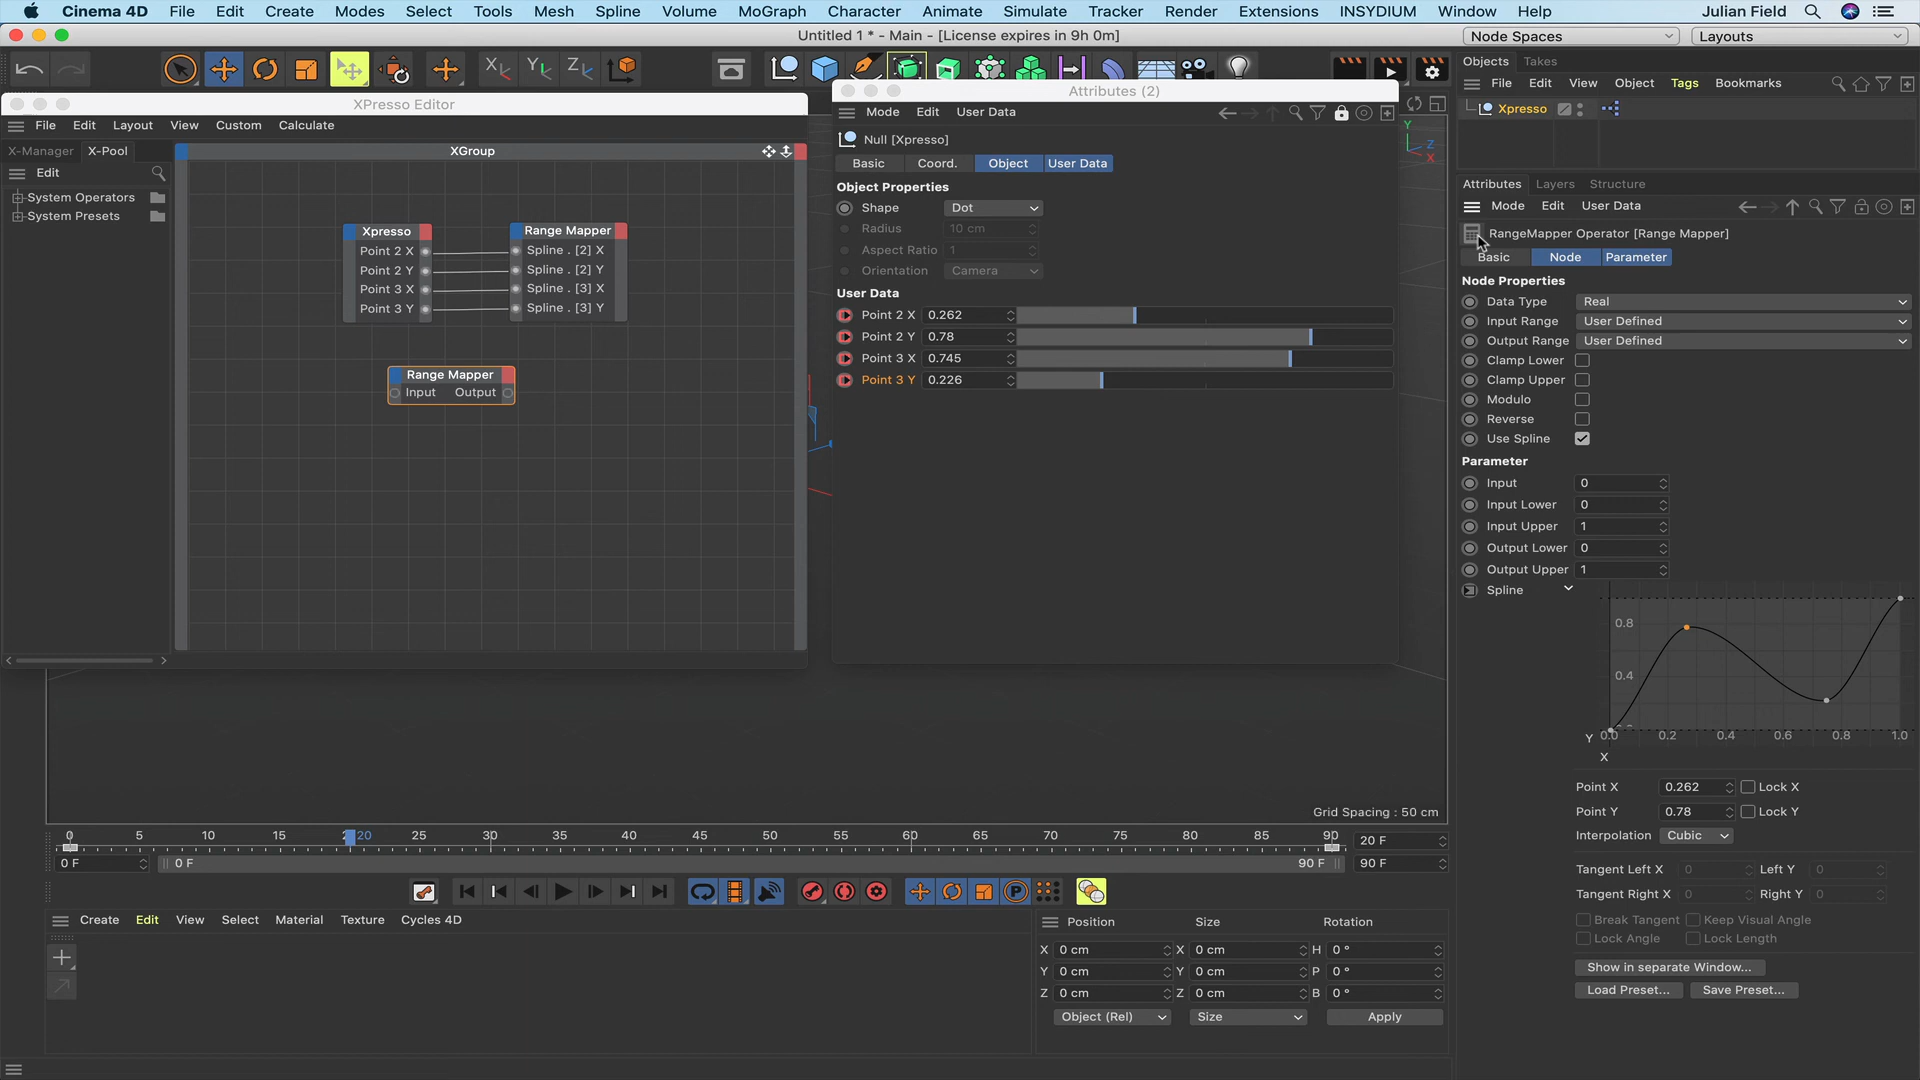 Cinema 4D File Edit Create Modes Select Tools Mesh Spline Volume MoGraph Character Animate Simulate Tracker Render Extensions INSYDIUM Window Help Julian Field
Untitled 1 * - Main - [License expires in 9h 0m]
Node Spaces Layouts
XPresso Editor
File Edit Layout View Custom Calculate
X-Manager X-Pool
Edit
System Operators
System Presets
XGroup
Xpresso
Point 2 X
Point 2 Y
Point 3 X
Point 3 Y
Range Mapper
Spline . [2] X
Spline . [2] Y
Spline . [3] X
Spline . [3] Y
Range Mapper
Input Output
Attributes (2)
Mode Edit User Data
Null [Xpresso]
Basic Coord. Object User Data
Object Properties
Shape Dot
Radius 10 cm
Aspect Ratio 1
Orientation Camera
User Data
Point 2 X 0.262
Point 2 Y 0.78
Point 3 X 0.745
Point 3 Y 0.226
Y
Z
X
Objects Takes
File Edit View Object Tags Bookmarks
Xpresso
Attributes Layers Structure
Mode Edit User Data
RangeMapper Operator [Range Mapper]
Basic Node Parameter
Node Properties
Data Type Real
Input Range User Defined
Output Range User Defined
Clamp Lower
Clamp Upper
Modulo
Reverse
Use Spline
Parameter
Input 0
Input Lower 0
Input Upper 1
Output Lower 0
Output Upper 1
Spline
0.8
0.4
Y 0.0 0.2 0.4 0.6 0.8 1.0
X
Point X 0.262 Lock X
Point Y 0.78 Lock Y
Interpolation Cubic
Tangent Left X 0 Left Y 0
Tangent Right X 0 Right Y 0
Break Tangent Keep Visual Angle
Lock Angle Lock Length
Show in separate Window...
Load Preset... Save Preset...
Grid Spacing : 50 cm
0 5 10 15 20 25 30 35 40 45 50 55 60 65 70 75 80 85 90 20 F
0 F 0 F 90 F 90 F
P
Create Edit View Select Material Texture Cycles 4D
Position Size Rotation
X 0 cm X 0 cm H 0 °
Y 0 cm Y 0 cm P 0 °
Z 0 cm Z 0 cm B 0 °
Object (Rel) Size Apply